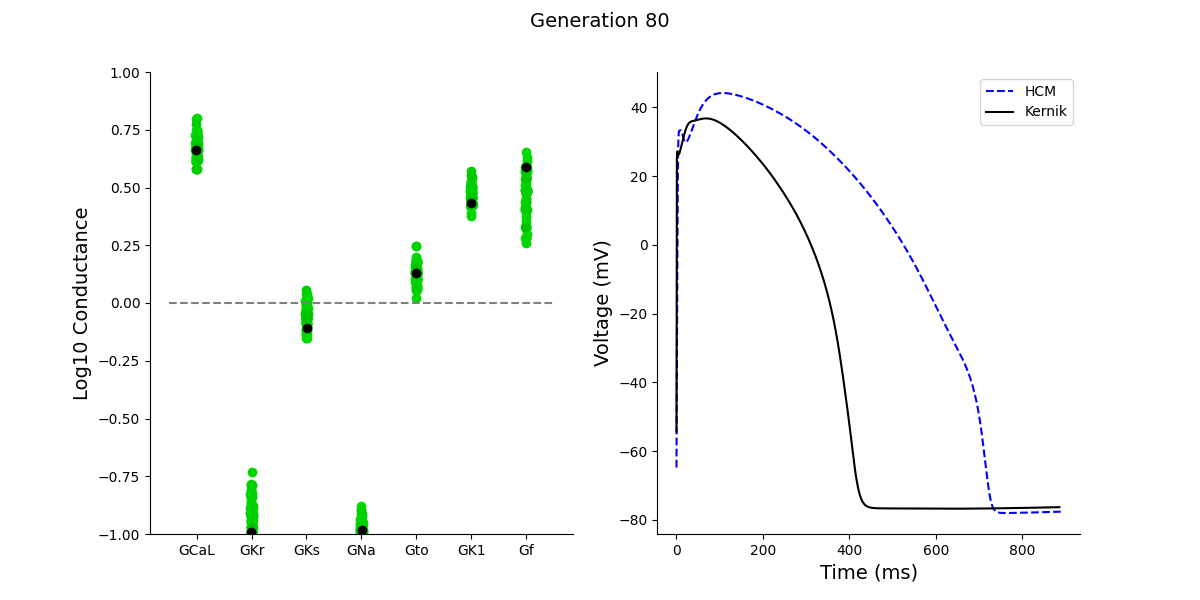 Generation 80
1.00
0.75
0.50
0.25
0.00
−0.25
−0.50
−0.75
−1.00
Log10 Conductance
GCaL
GKr
GKs
GNa
Gto
GK1
Gf
40
20
0
−20
−40
−60
−80
Voltage (mV)
0
200
400
600
800
Time (ms)
HCM
Kernik